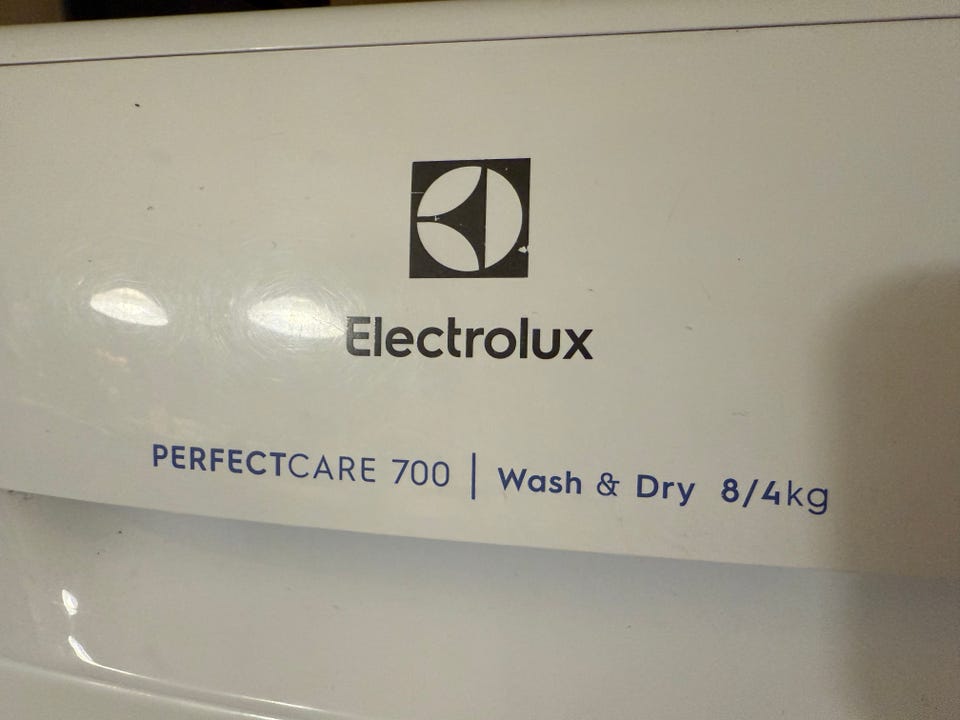 Electrolux
PERFECTCARE 700 | Wash & Dry 8/4kg